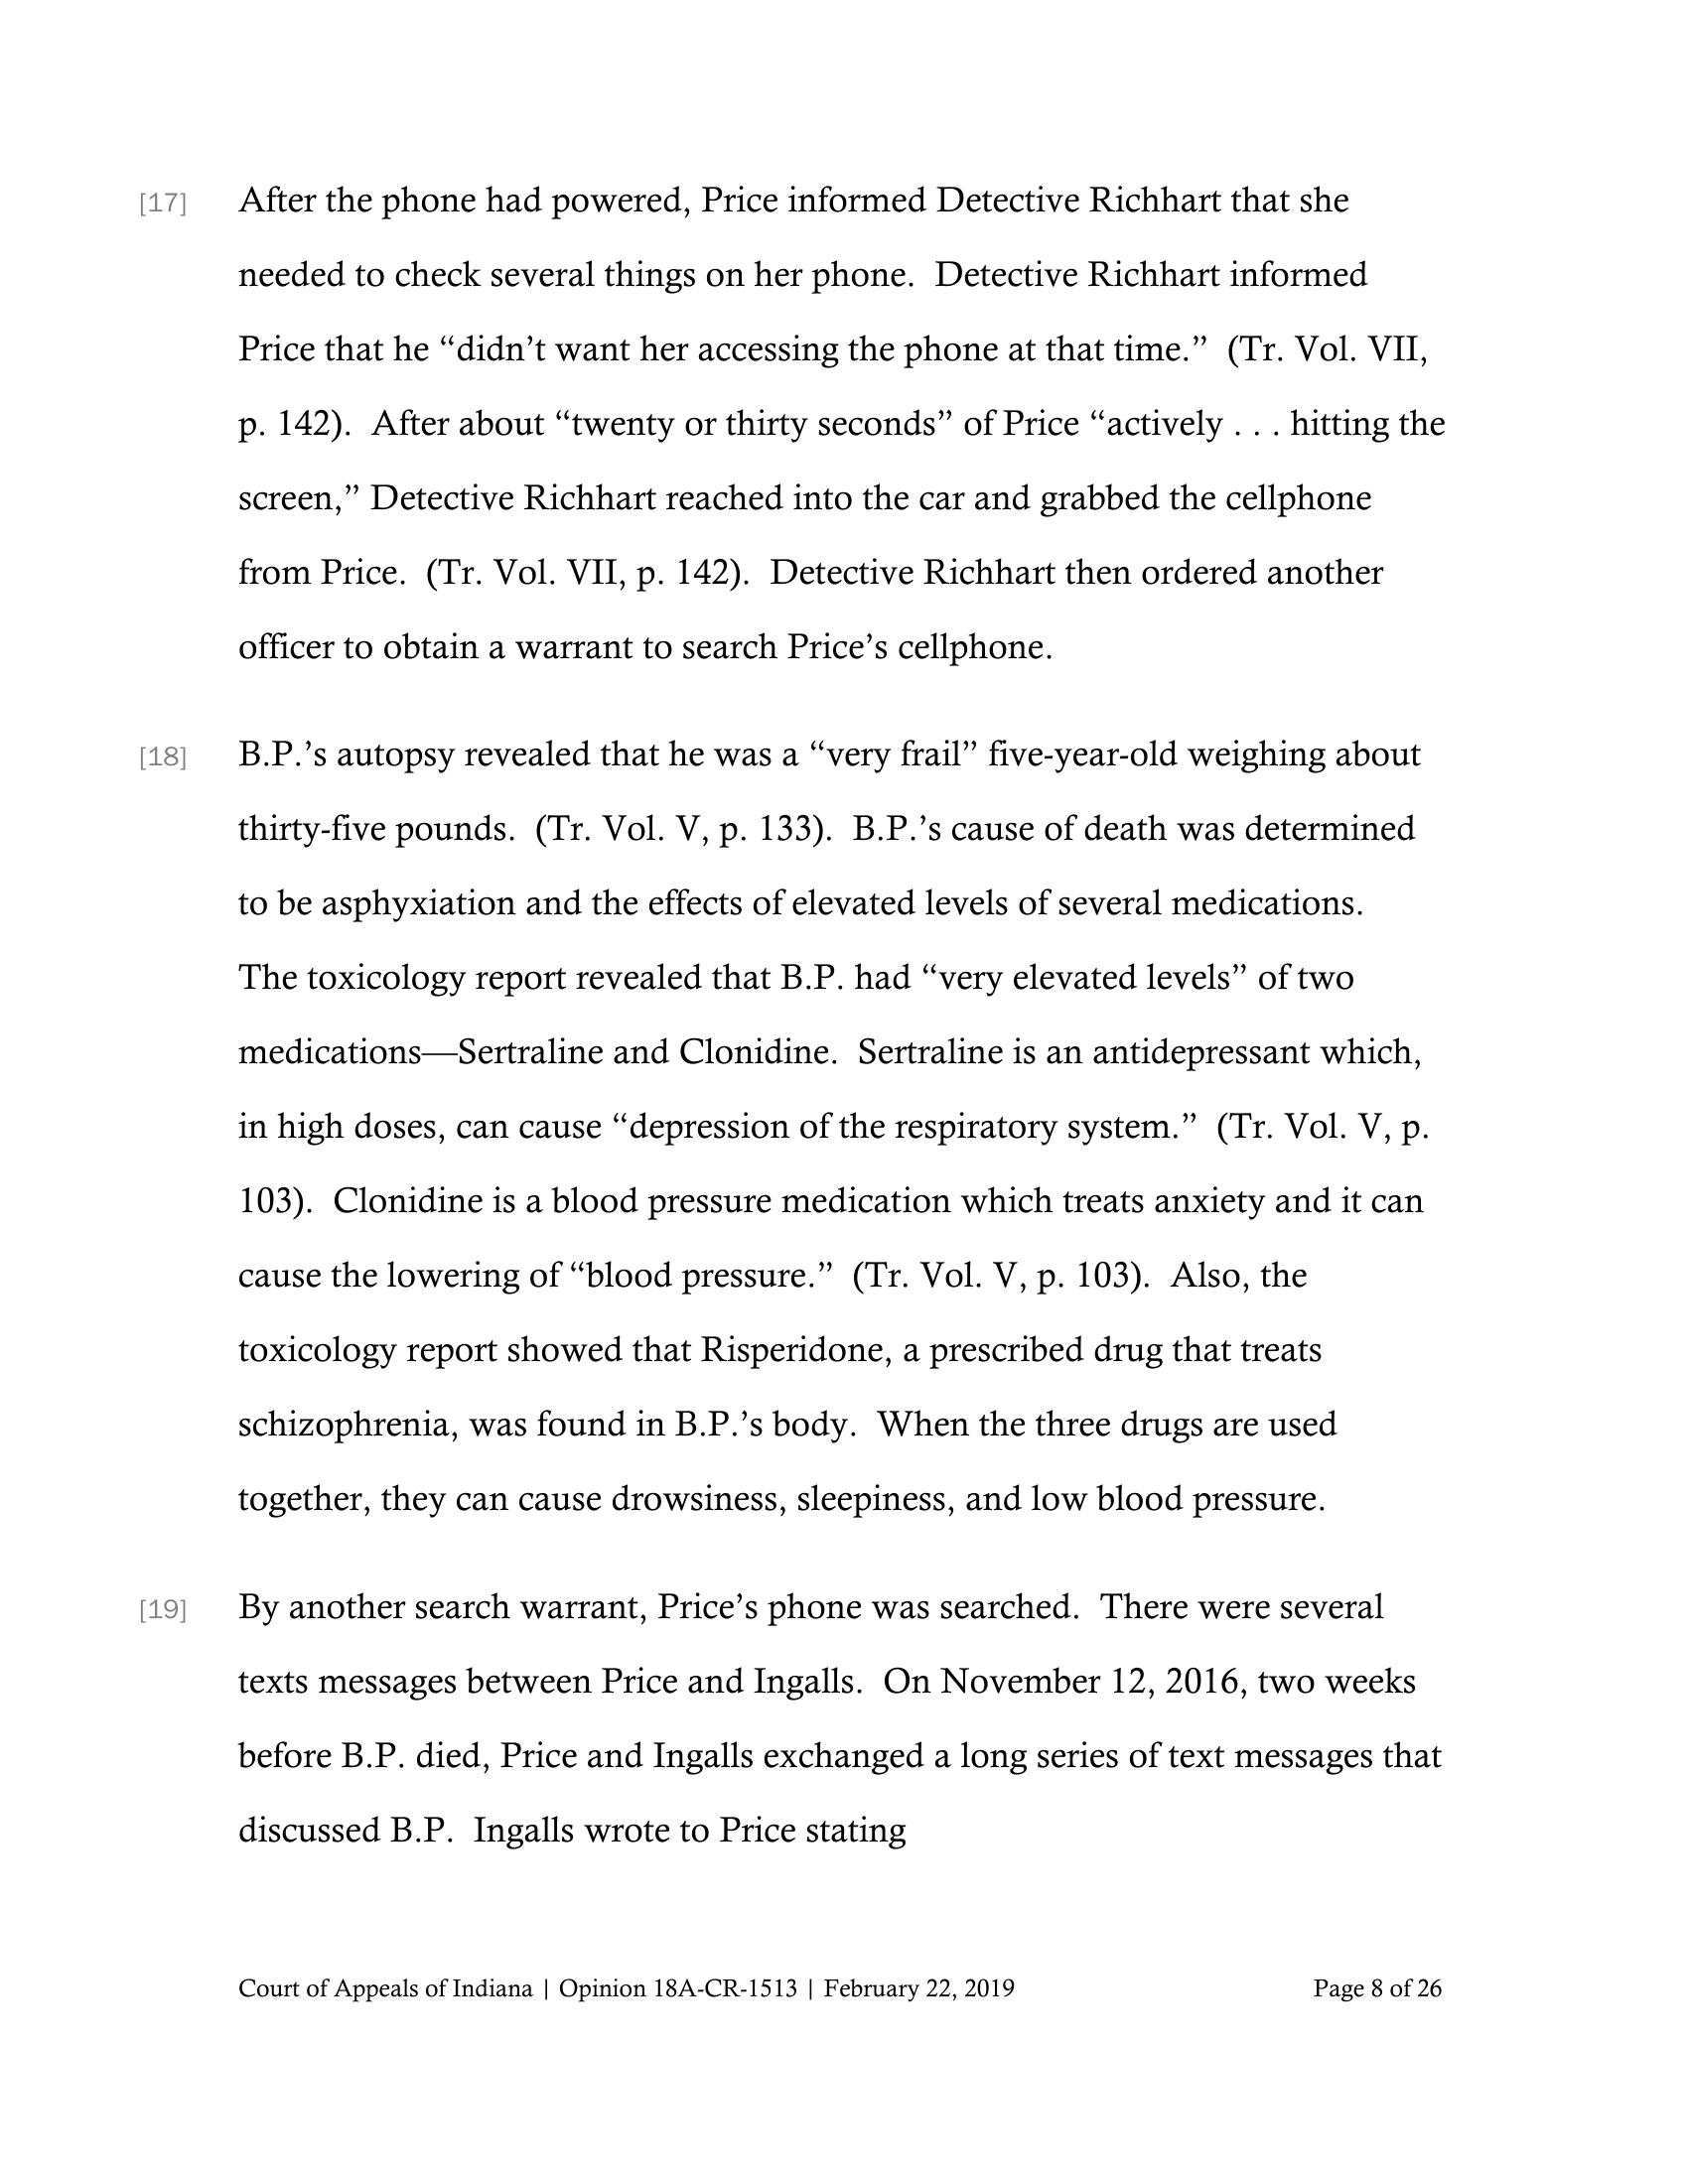 [17] After the phone had powered, Price informed Detective Richhart that she
needed to check several things on her phone.  Detective Richhart informed
Price that he “didn’t want her accessing the phone at that time.”  (Tr. Vol. VII,
p. 142).  After about “twenty or thirty seconds” of Price “actively . . . hitting the
screen,” Detective Richhart reached into the car and grabbed the cellphone
from Price.  (Tr. Vol. VII, p. 142).  Detective Richhart then ordered another
officer to obtain a warrant to search Price’s cellphone.
[18] B.P.’s autopsy revealed that he was a “very frail” five-year-old weighing about
thirty-five pounds.  (Tr. Vol. V, p. 133).  B.P.’s cause of death was determined
to be asphyxiation and the effects of elevated levels of several medications.
The toxicology report revealed that B.P. had “very elevated levels” of two
medications—Sertraline and Clonidine.  Sertraline is an antidepressant which,
in high doses, can cause “depression of the respiratory system.”  (Tr. Vol. V, p.
103).  Clonidine is a blood pressure medication which treats anxiety and it can
cause the lowering of “blood pressure.”  (Tr. Vol. V, p. 103).  Also, the
toxicology report showed that Risperidone, a prescribed drug that treats
schizophrenia, was found in B.P.’s body.  When the three drugs are used
together, they can cause drowsiness, sleepiness, and low blood pressure.
[19] By another search warrant, Price’s phone was searched.  There were several
texts messages between Price and Ingalls.  On November 12, 2016, two weeks
before B.P. died, Price and Ingalls exchanged a long series of text messages that
discussed B.P.  Ingalls wrote to Price stating
Court of Appeals of Indiana | Opinion 18A-CR-1513 | February 22, 2019 Page 8 of 26